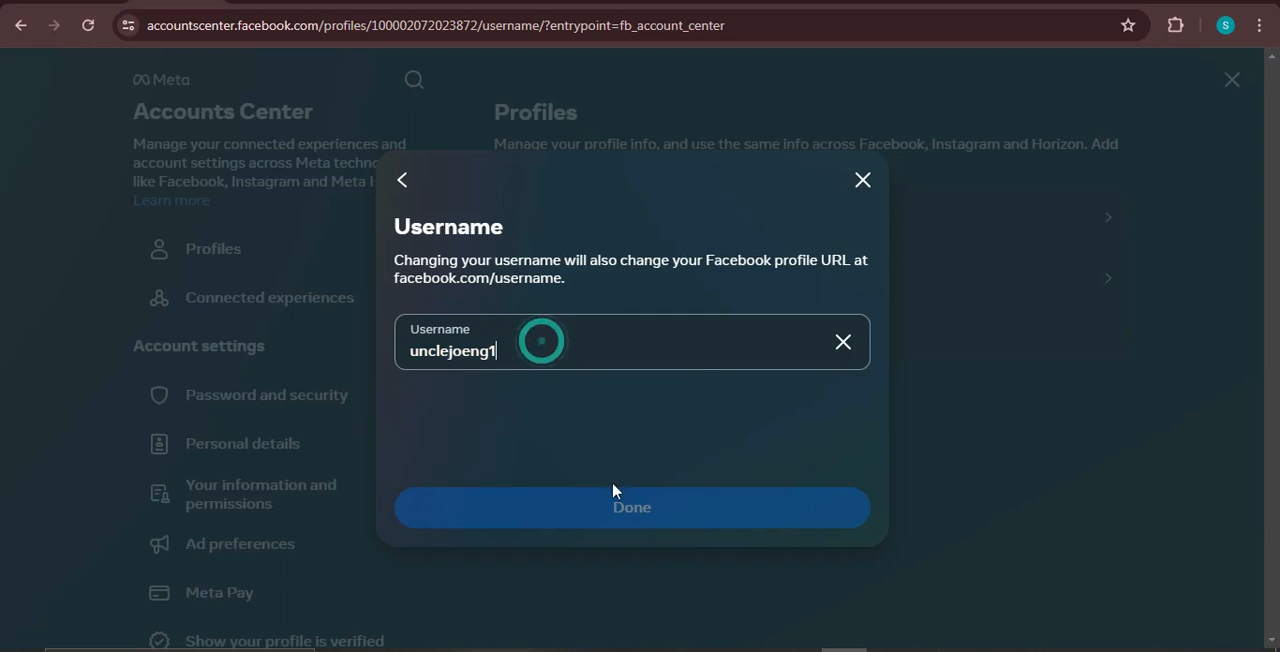 accountscenter.facebook.com/profiles/100002072023872/username/?entrypoint=fb_account_center
S
Meta
Accounts Center
Manage your connected experiences and
account settings across Meta techno
like Facebook, Instagram and Meta H
Learn more
Profiles
Connected experiences
Account settings
Password and security
Personal details
Your information and
permissions
Ad preferences
Meta Pay
Show your profile is verified
Profiles
Manage your profile info, and use the same info across Facebook, Instagram and Horizon. Add
Username
Changing your username will also change your Facebook profile URL at
facebook.com/username.
Username
unclejoeng1
Done